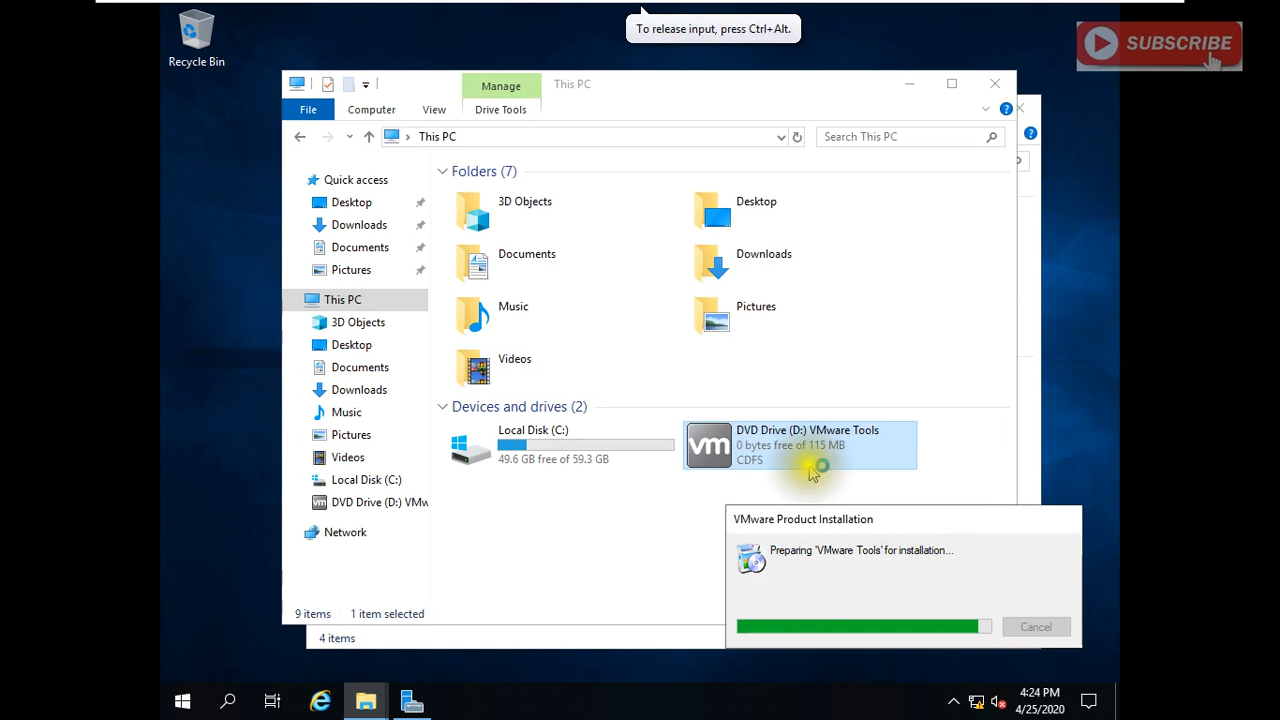 To release input, press Ctrl+Alt.
SUBSCRIBE
Recycle Bin
Manage
This PC
File
Computer
View
Drive Tools
This PC
Search This PC
Quick access
Desktop
Downloads
Documents
Pictures
This PC
3D Objects
Desktop
Documents
Downloads
Music
Pictures
Videos
Local Disk (C:)
DVD Drive (D:) VMw
Network
Folders (7)
3D Objects
Desktop
Documents
Downloads
Music
Pictures
Videos
Devices and drives (2)
Local Disk (C:)
49.6 GB free of 59.3 GB
vm
DVD Drive (D:) VMware Tools
0 bytes free of 115 MB
CDFS
VMware Product Installation
Preparing 'VMware Tools' for installation...
Cancel
9 items
1 item selected
4 items
4:24 PM
4/25/2020